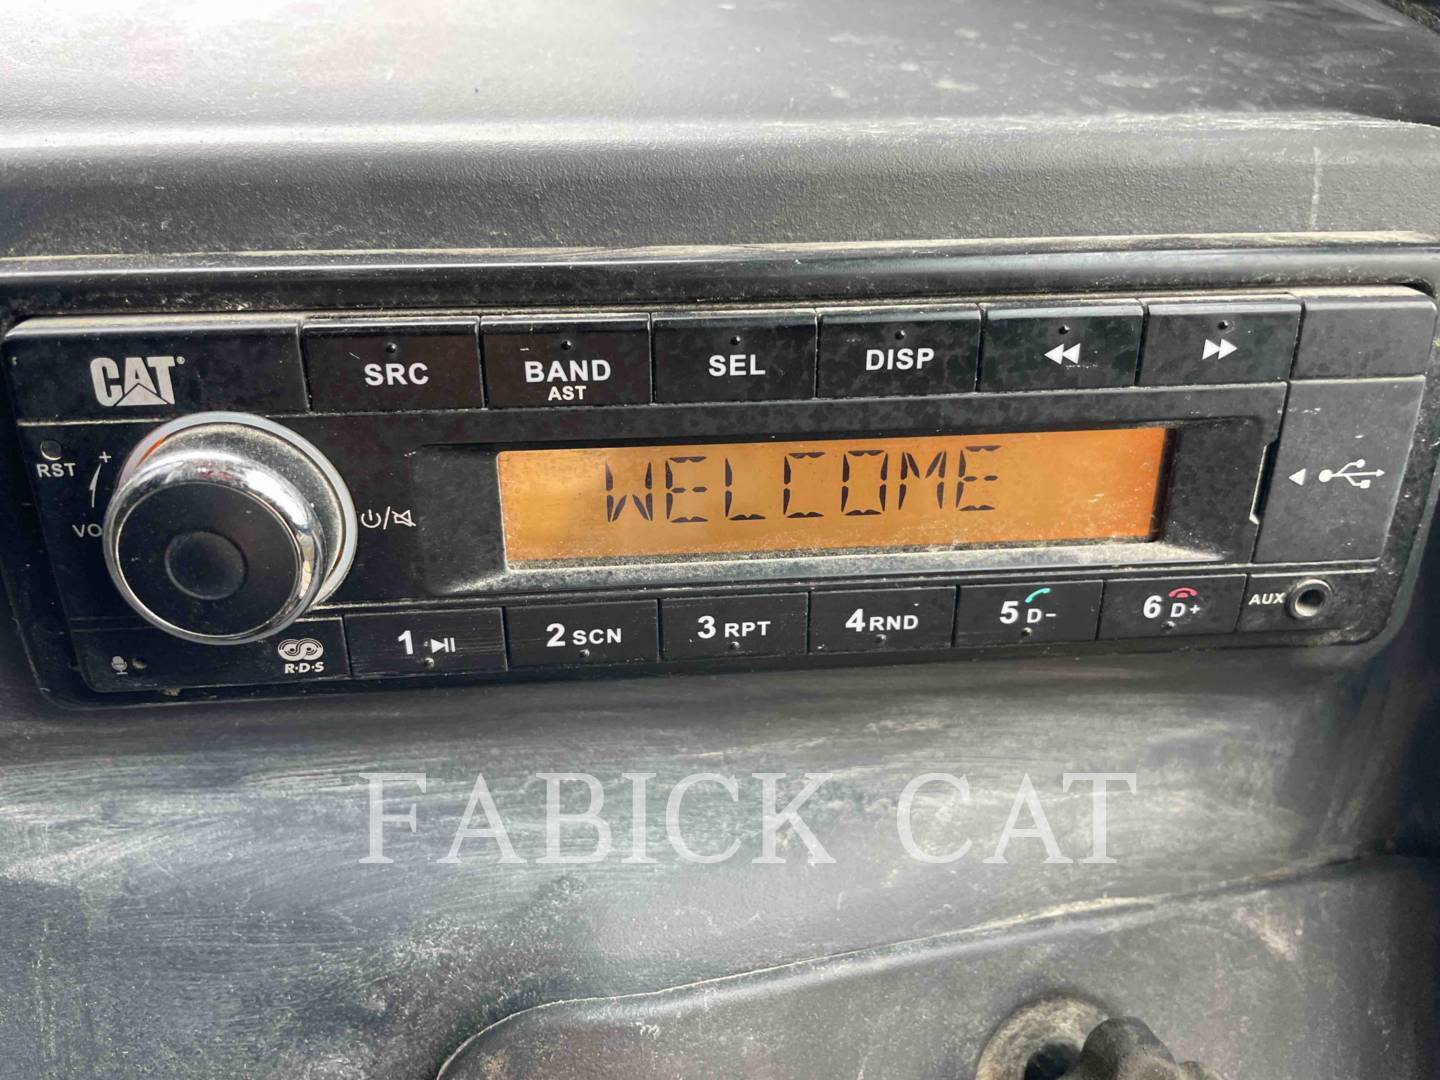 CAT®
SRC
BAND
AST
SEL
DISP
RST
+
VO
WELCOME
R·D·S
1
2 SCN
3 RPT
4 RND
5 D-
6 D+
AUX
FABICK CAT